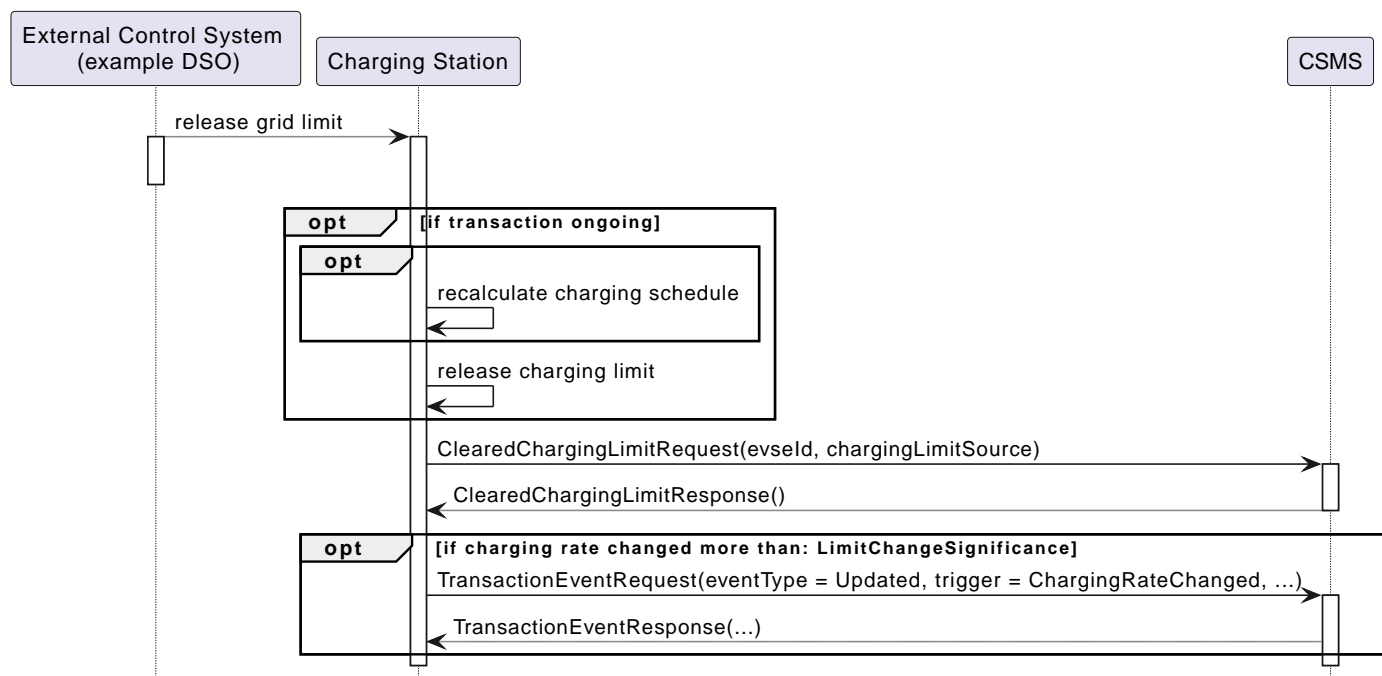 External Control System
(example DSO)
Charging Station
CSMS
release grid limit
opt
[if transaction ongoing]
opt
recalculate charging schedule
release charging limit
ClearedChargingLimitRequest(evseId, chargingLimitSource)
ClearedChargingLimitResponse()
opt
[if charging rate changed more than: LimitChangeSignificance]
TransactionEventRequest(eventType = Updated, trigger = ChargingRateChanged, ...)
TransactionEventResponse(...)